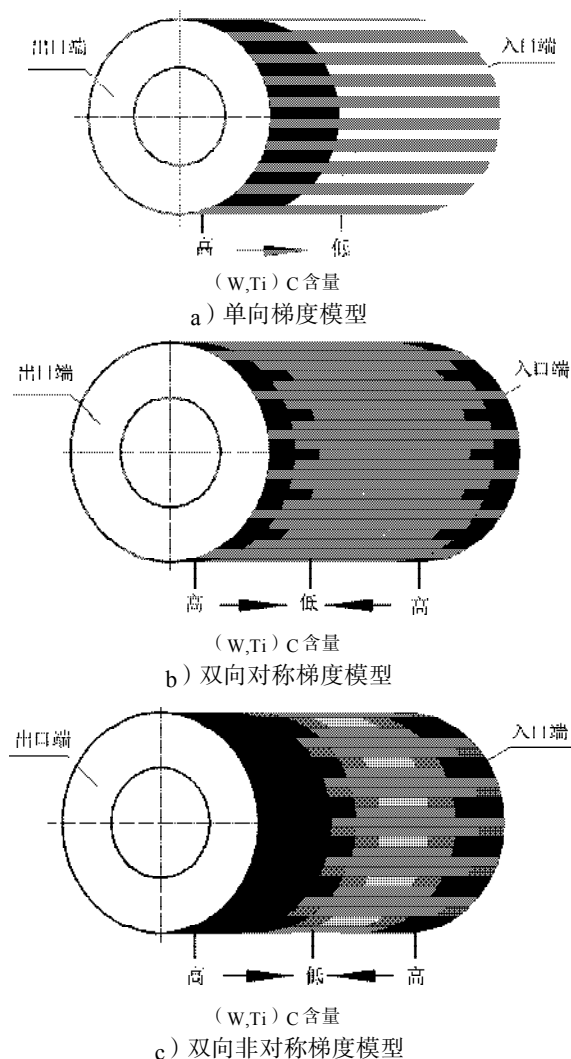 出口端 入口端
高 低
（W,Ti）C 含量
a）单向梯度模型
出口端 入口端
高 低 高
（W,Ti）C 含量
b）双向对称梯度模型
出口端 入口端
高 低 高
（W,Ti）C 含量
c）双向非对称梯度模型